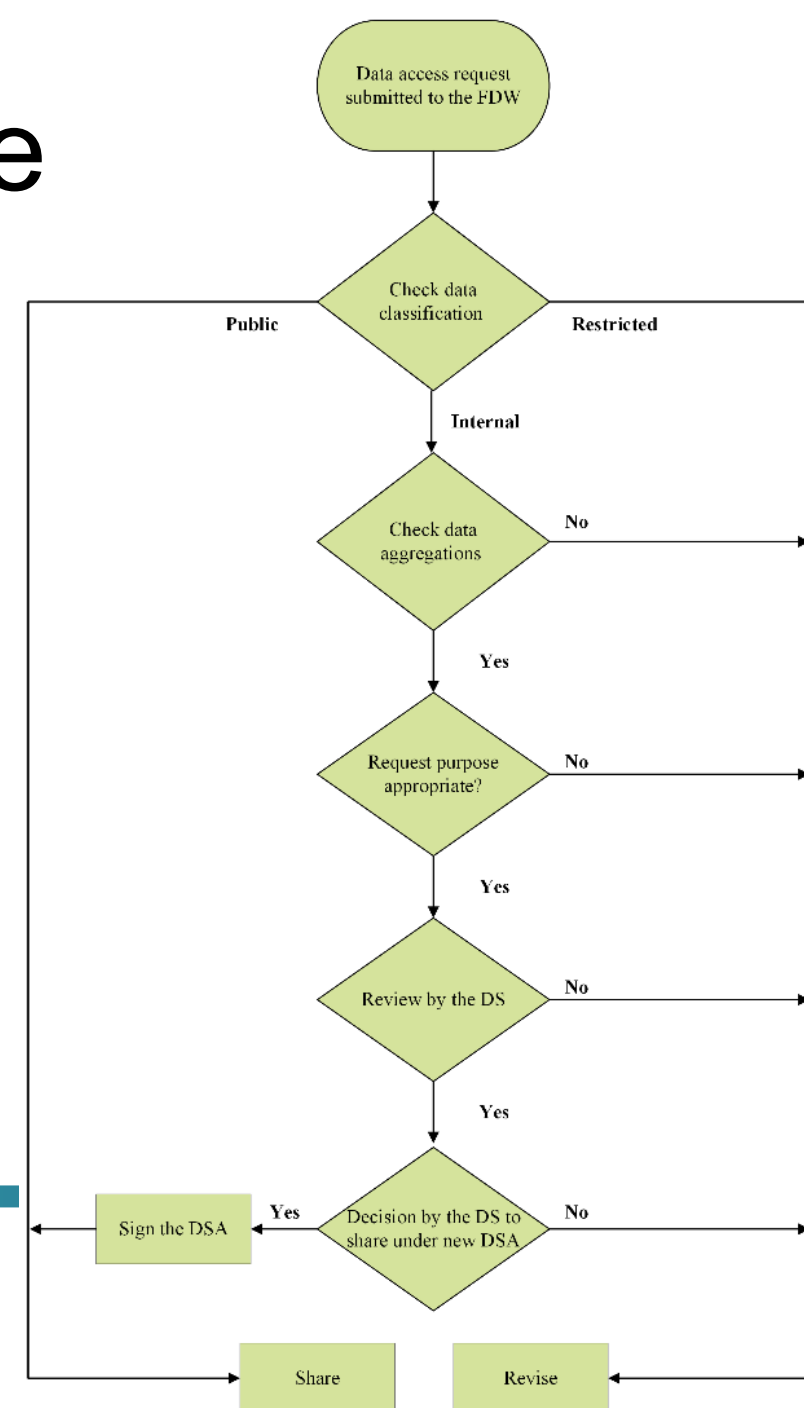 e
Data access request
submitted to the FDW
Check data
classification
Public
Restricted
Internal
Check data
aggregations
No
Yes
Request purpose
appropriate?
No
Yes
Review by the DS
No
Yes
Decision by the DS to
share under new DSA
Yes
No
Sign the DSA
Share
Revise